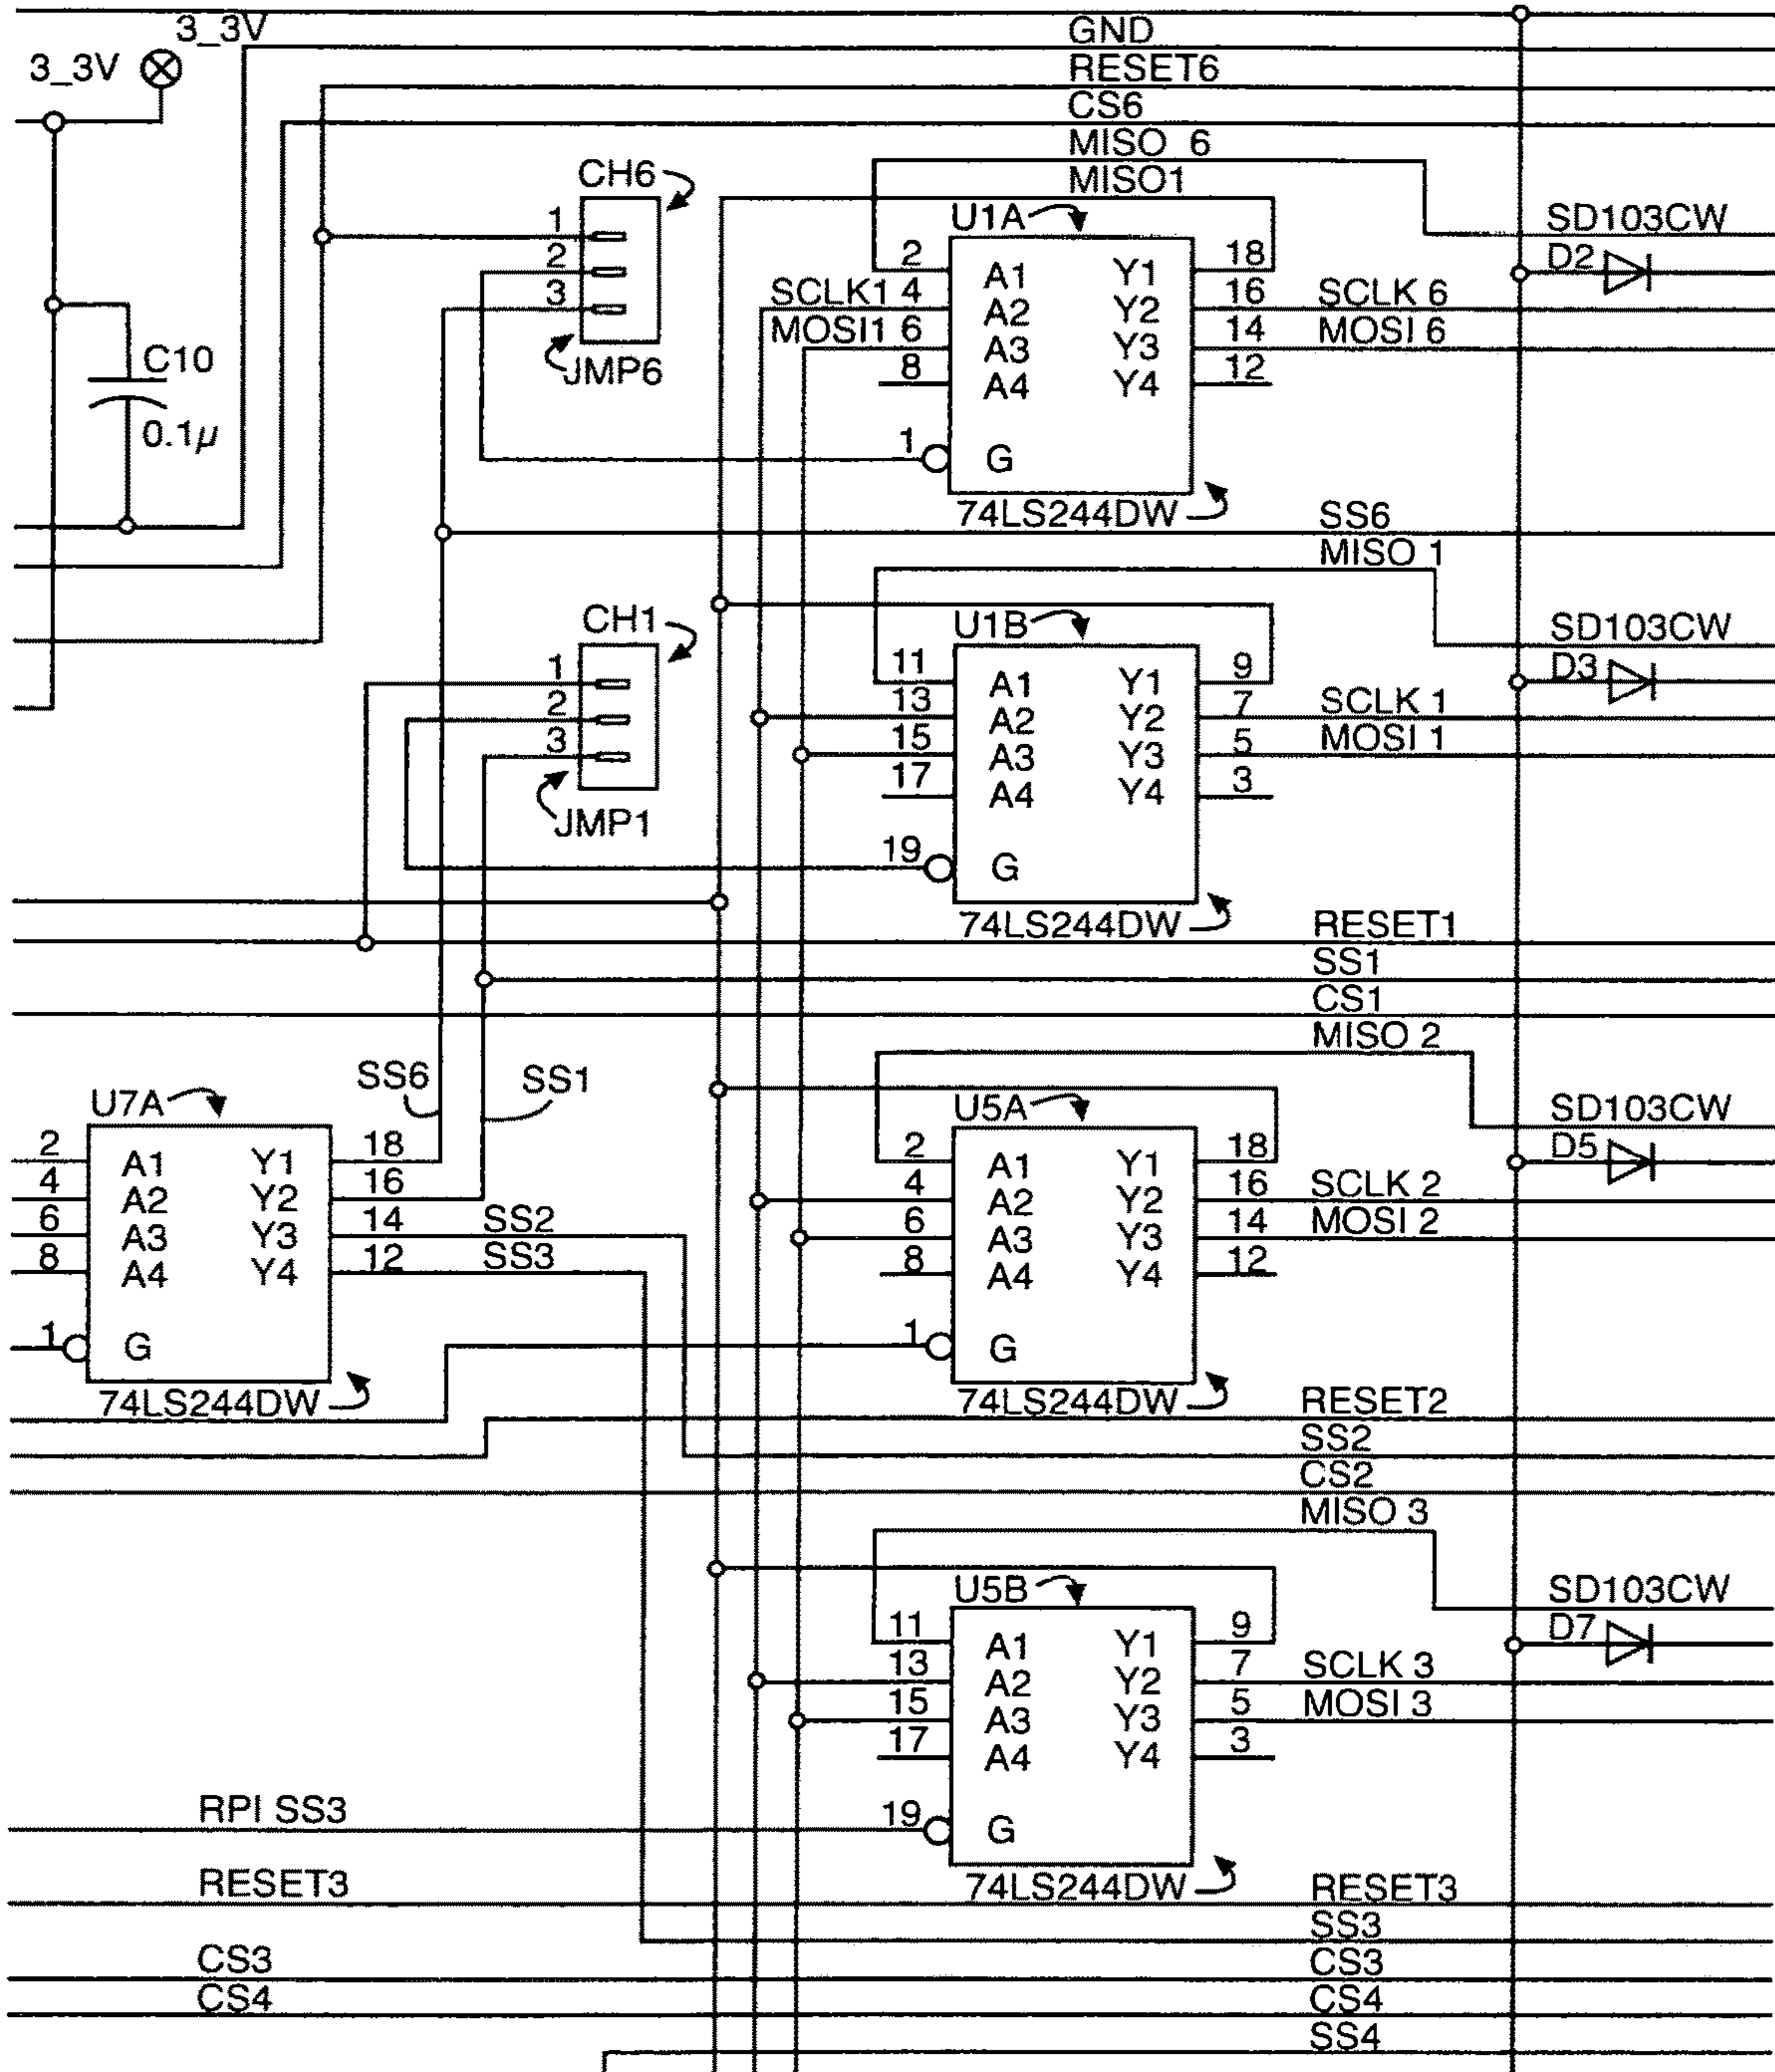 3_3V
3_3V
GND
RESET6
CS6
MISO 6
MISO1
CH6
1
2
3
JMP6
C10
0.1µ
U1A
SCLK1
MOSI1
2
4
6
8
1
A1
A2
A3
A4
G
Y1
Y2
Y3
Y4
18
16
14
12
74LS244DW
SCLK 6
MOSI 6
SD103CW
D2
SS6
MISO 1
CH1
1
2
3
JMP1
U1B
11
13
15
17
19
A1
A2
A3
A4
G
Y1
Y2
Y3
Y4
9
7
5
3
74LS244DW
SCLK 1
MOSI 1
SD103CW
D3
RESET1
SS1
CS1
MISO 2
SS6
SS1
U7A
2
4
6
8
1
A1
A2
A3
A4
G
Y1
Y2
Y3
Y4
18
16
14
12
SS2
SS3
74LS244DW
U5A
2
4
6
8
1
A1
A2
A3
A4
G
Y1
Y2
Y3
Y4
18
16
14
12
74LS244DW
SCLK 2
MOSI 2
SD103CW
D5
RESET2
SS2
CS2
MISO 3
U5B
11
13
15
17
19
A1
A2
A3
A4
G
Y1
Y2
Y3
Y4
9
7
5
3
74LS244DW
SCLK 3
MOSI 3
SD103CW
D7
RPI SS3
RESET3
RESET3
SS3
CS3
CS3
CS4
CS4
SS4